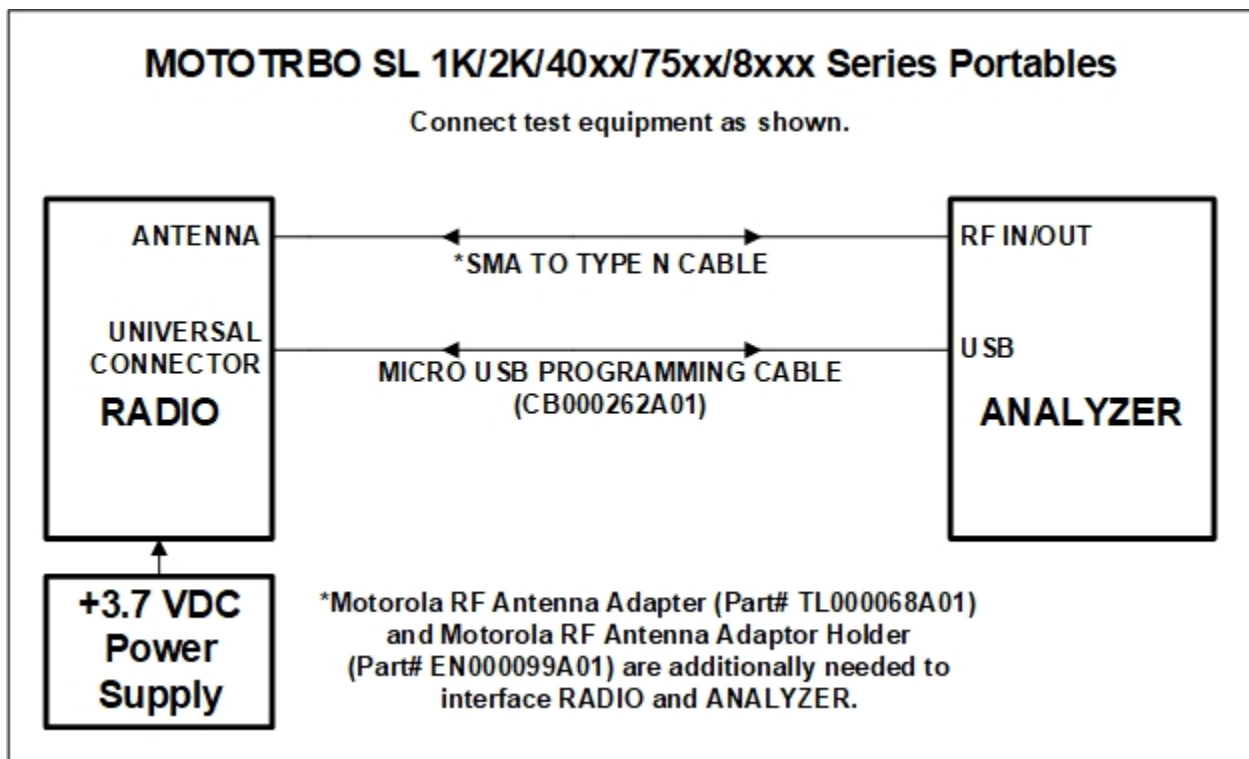 MOTOTRBO SL 1K/2K/40xx/75xx/8xxx Series Portables
Connect test equipment as shown.
ANTENNA
RF IN/OUT
*SMA TO TYPE N CABLE
UNIVERSAL
CONNECTOR
USB
MICRO USB PROGRAMMING CABLE
(CB000262A01)
RADIO
ANALYZER
+3.7 VDC
Power
Supply
*Motorola RF Antenna Adapter (Part# TL000068A01)
and Motorola RF Antenna Adaptor Holder
(Part# EN000099A01) are additionally needed to
interface RADIO and ANALYZER.